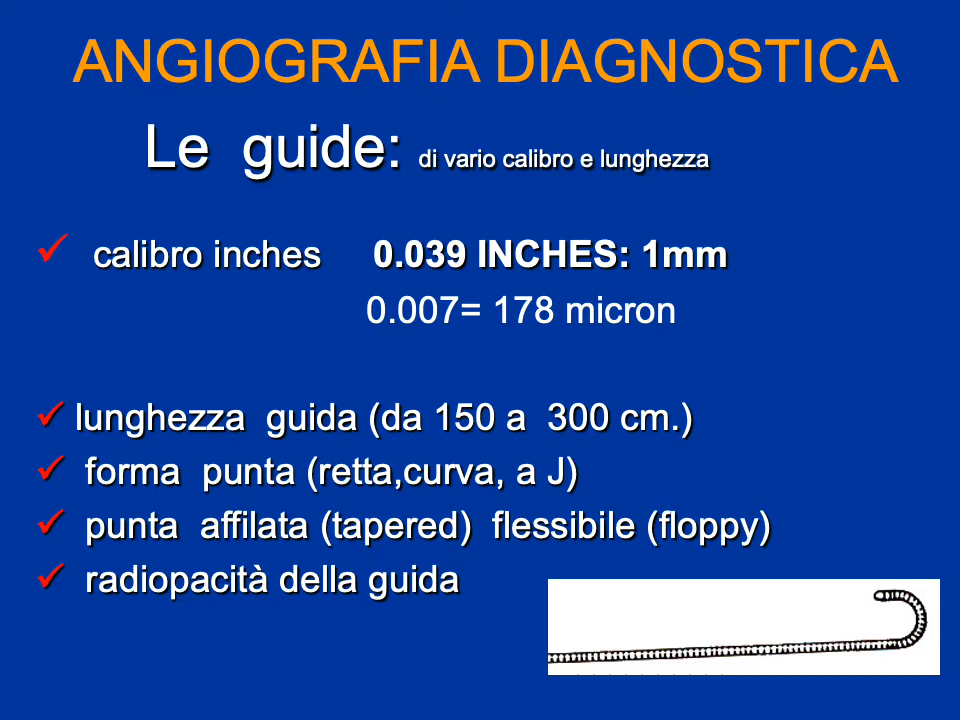 ANGIOGRAFIA DIAGNOSTICA
Le guide: di vario calibro e lunghezza
✓ calibro inches 0.039 INCHES: 1mm
0.007= 178 micron
✓ lunghezza guida (da 150 a 300 cm.)
✓ forma punta (retta,curva, a J)
✓ punta affilata (tapered) flessibile (floppy)
✓ radiopacità della guida